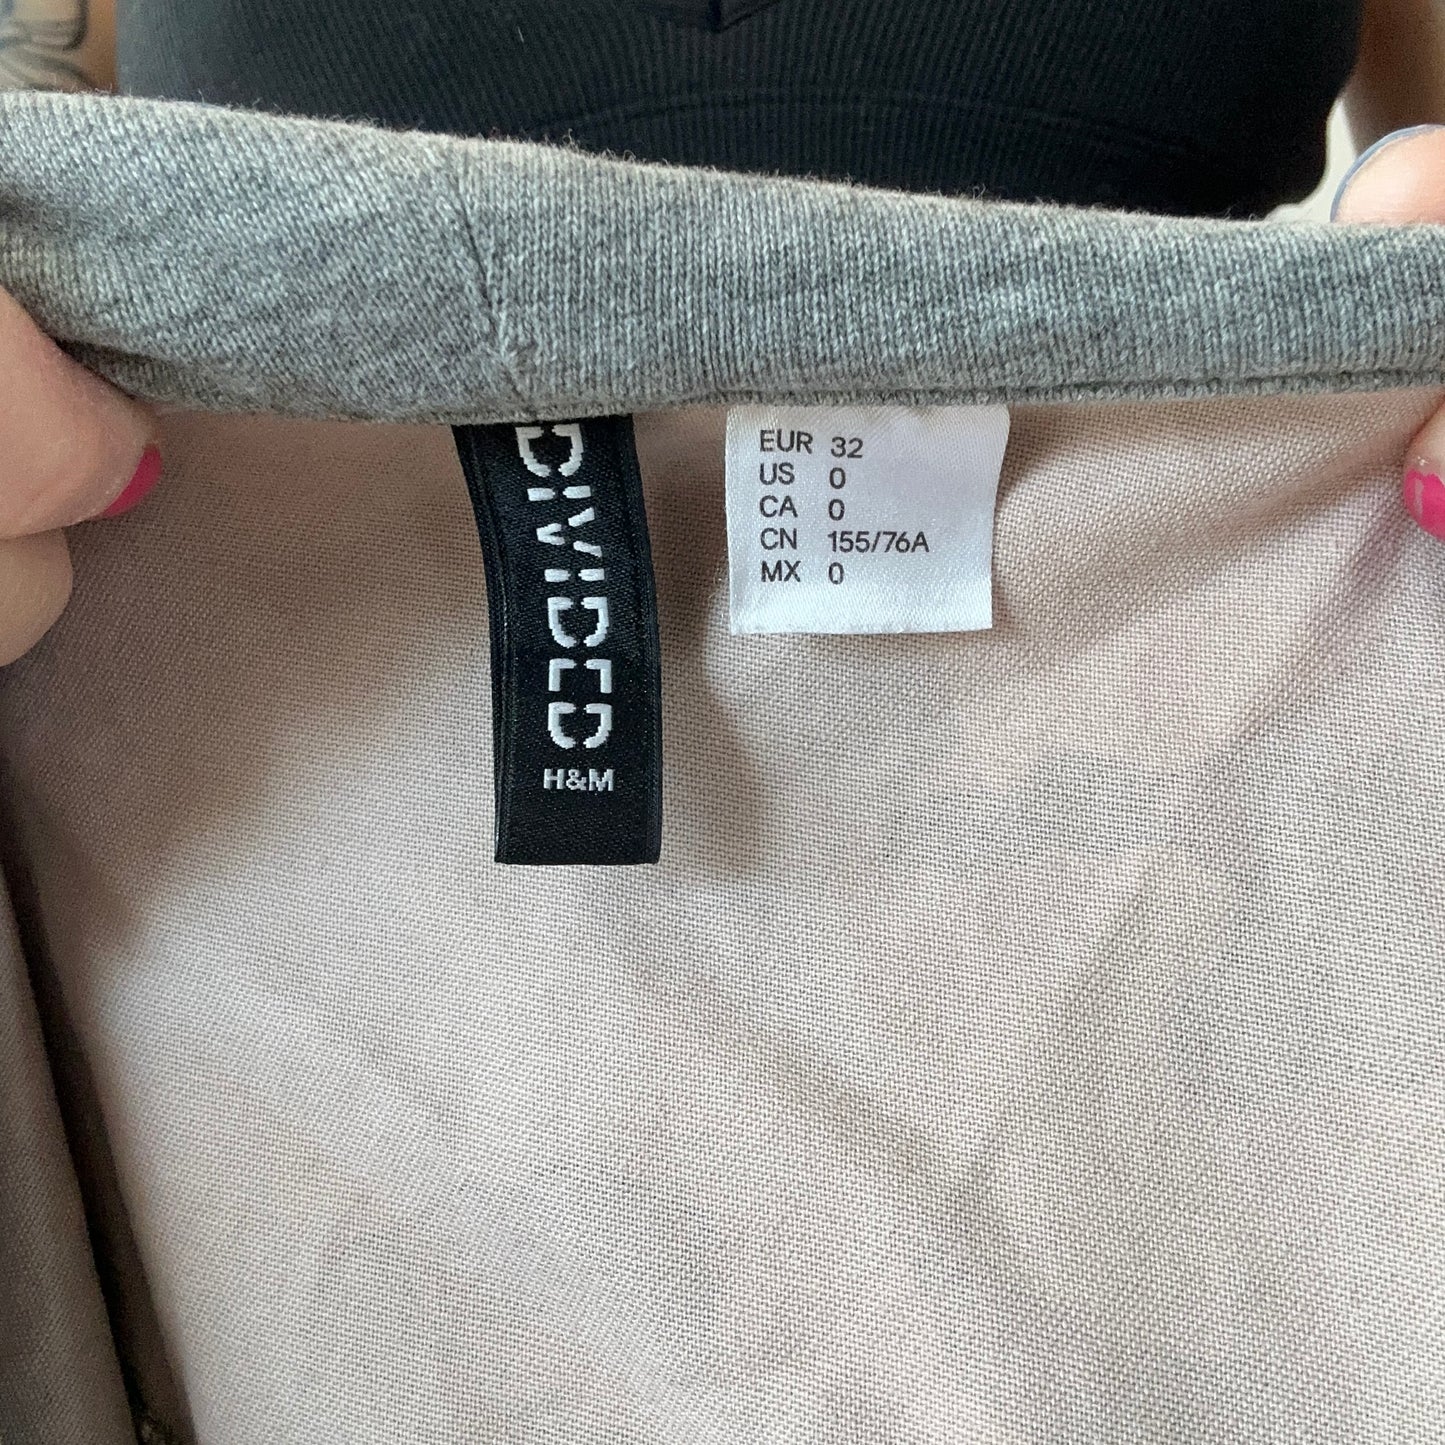 DIVIDED
H&M
EUR 32
US 0
CA 0
CN 155/76A
MX 0